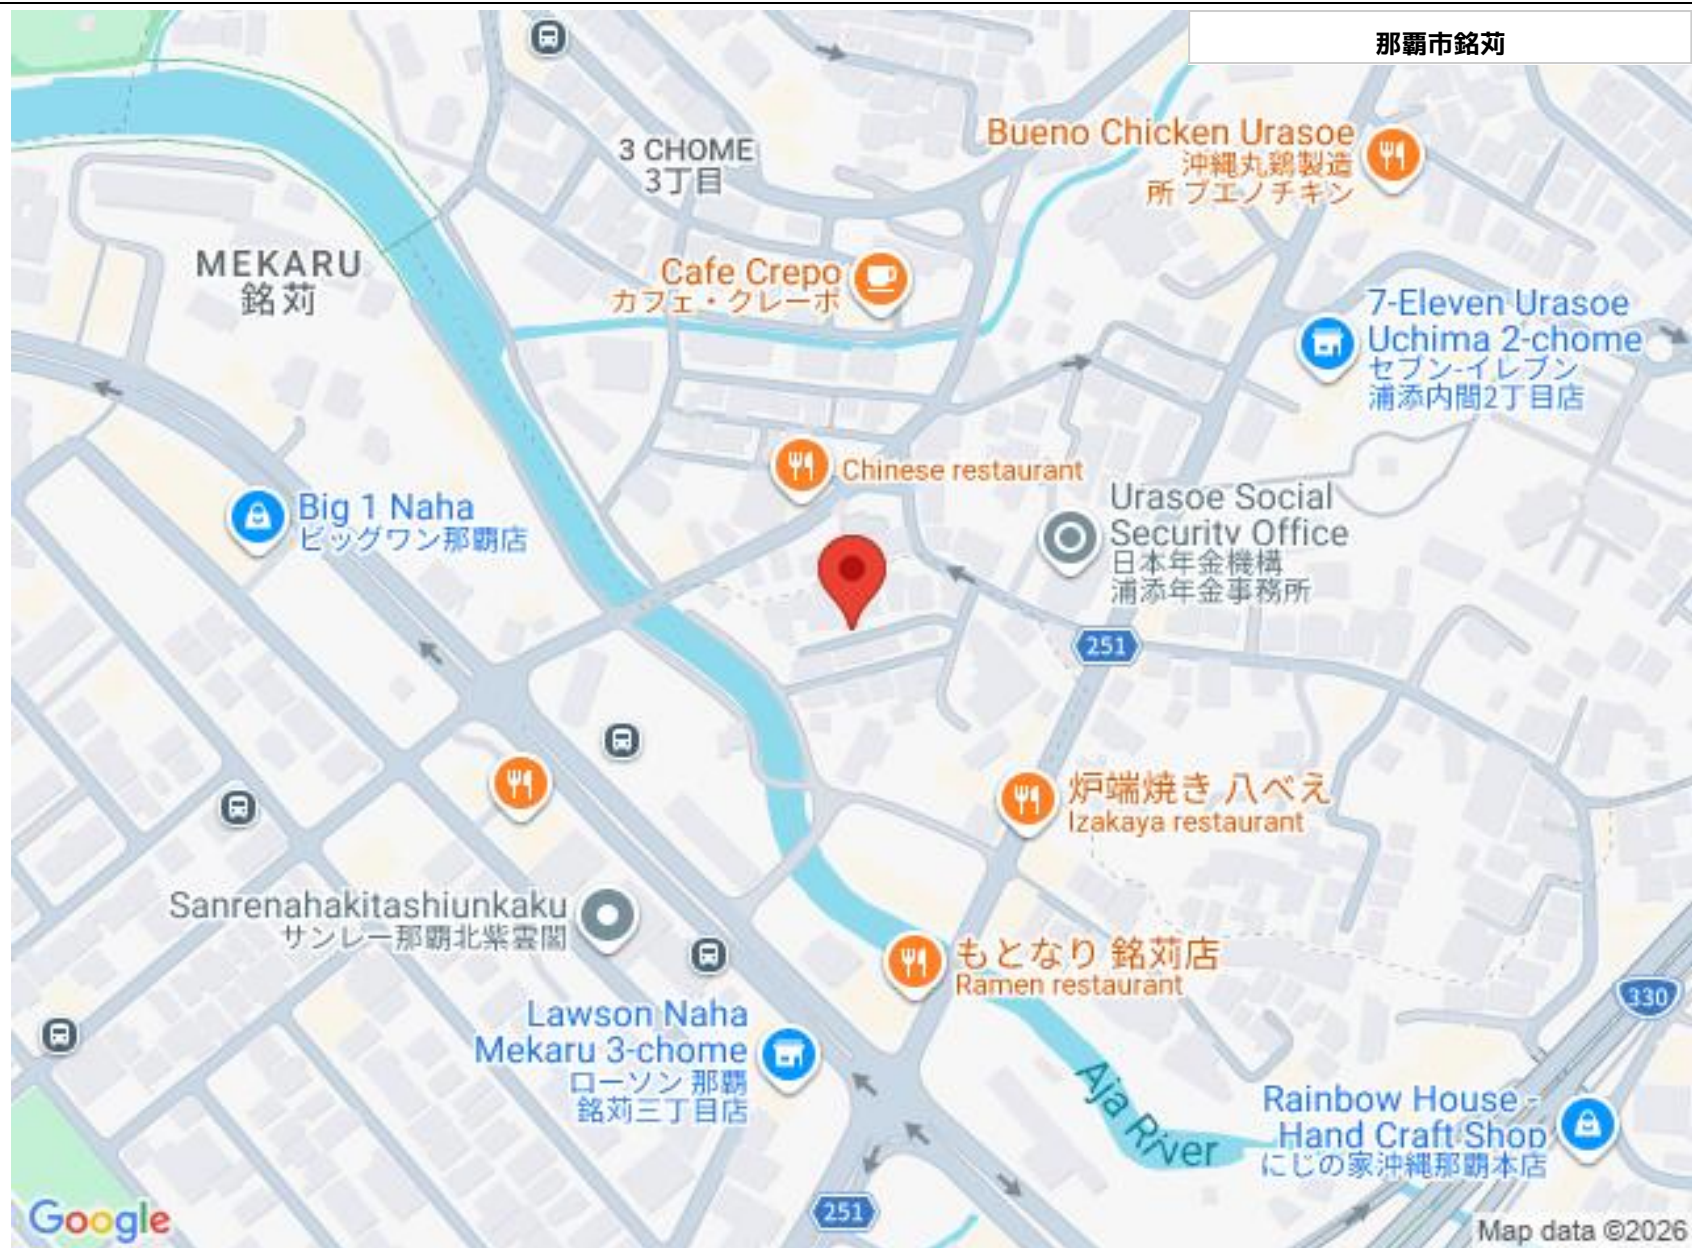 那覇市銘苅
3 CHOME
3丁目
Bueno Chicken Urasoe
沖縄丸鶏製造
所 ブエノチキン
MEKARU
銘苅
Cafe Crepo
カフェ・クレーポ
7-Eleven Urasoe
Uchima 2-chome
セブン-イレブン
浦添内間2丁目店
Chinese restaurant
Big 1 Naha
ビッグワン那覇店
Urasoe Social
Security Office
日本年金機構
浦添年金事務所
251
炉端焼き 八べえ
Izakaya restaurant
Sanrenahakitashiunkaku
サンレー那覇北紫雲閣
もとなり 銘苅店
Ramen restaurant
330
Lawson Naha
Mekaru 3-chome
ローソン 那覇
銘苅三丁目店
Aja River
Rainbow House -
Hand Craft Shop
にじの家沖縄那覇本店
251
Google
Map data ©2026